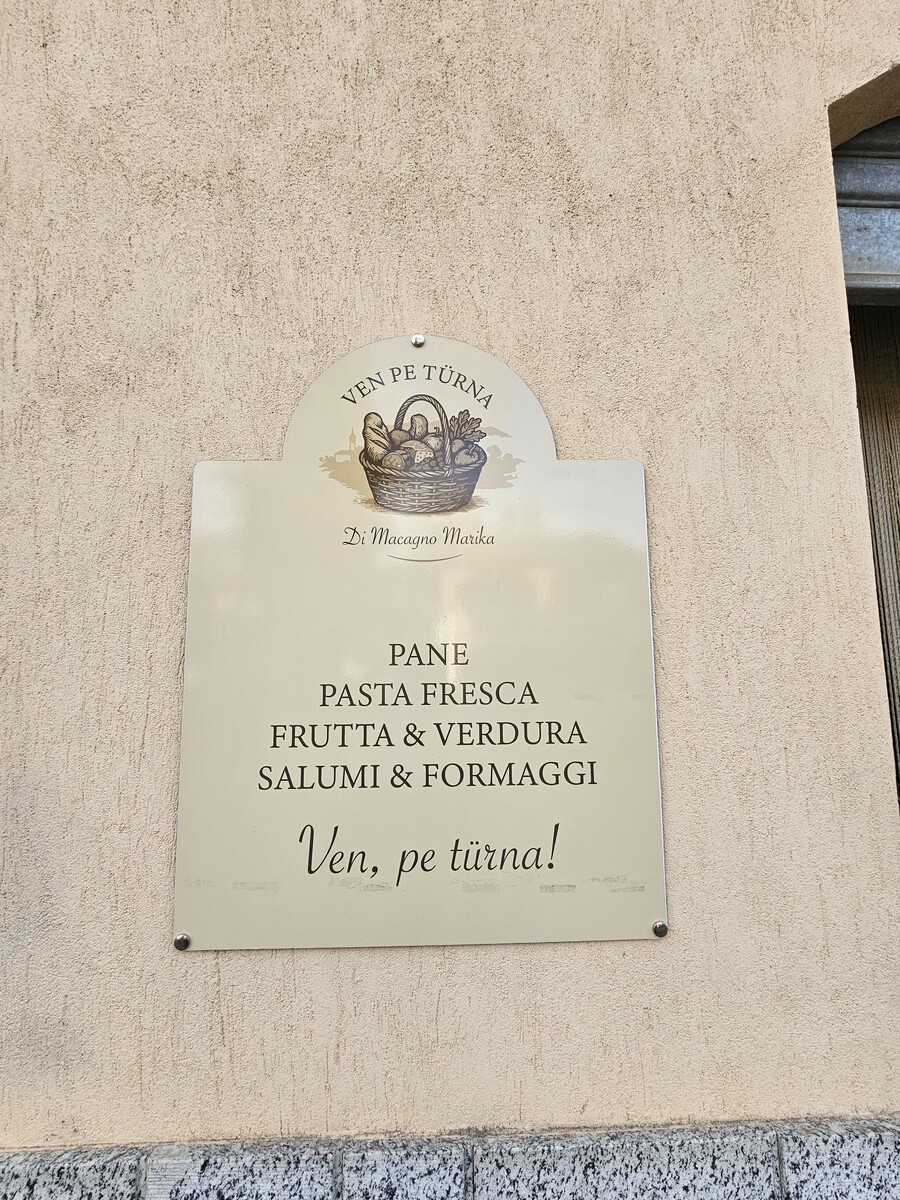 VEN PE TÜRNA
Di Macagno Marika
PANE
PASTA FRESCA
FRUTTA & VERDURA
SALUMI & FORMAGGI
Ven, pe türna!